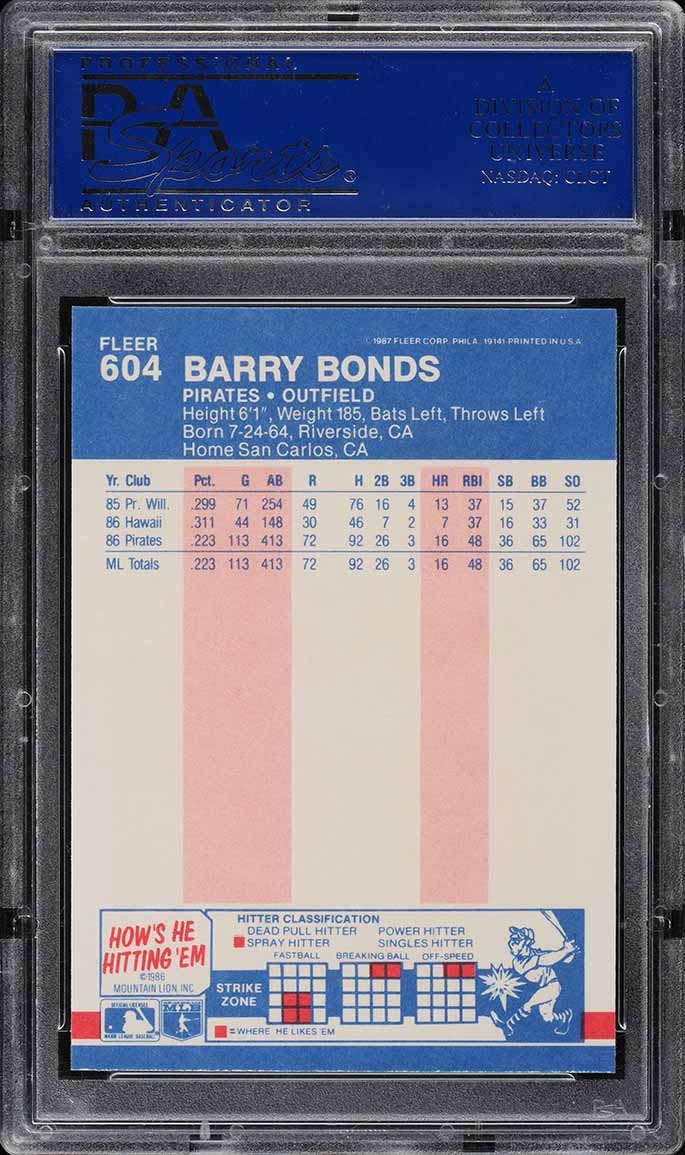 PROFESSIONAL
PSA
Sports
AUTHENTICATOR
A
DIVISION OF
COLLECTORS
UNIVERSE
NASDAQ: CLCT
FLEER
604
©1987 FLEER CORP. PHILA. 19141-PRINTED IN U.S.A.
BARRY BONDS
PIRATES • OUTFIELD
Height 6'1", Weight 185, Bats Left, Throws Left
Born 7-24-64, Riverside, CA
Home San Carlos, CA
Yr. Club Pct. G AB R H 2B 3B HR RBI SB BB SO
85 Pr. Will. .299 71 254 49 76 16 4 13 37 15 37 52
86 Hawaii .311 44 148 30 46 7 2 7 37 16 33 31
86 Pirates .223 113 413 72 92 26 3 16 48 36 65 102
ML Totals .223 113 413 72 92 26 3 16 48 36 65 102
HOW'S HE
HITTING 'EM
©1986
MOUNTAIN LION, INC.
HITTER CLASSIFICATION
DEAD PULL HITTER POWER HITTER
SPRAY HITTER SINGLES HITTER
FASTBALL BREAKING BALL OFF-SPEED
STRIKE
ZONE
=WHERE HE LIKES 'EM
OFFICIAL LICENSEE
MAJOR LEAGUE BASEBALL
MLB
PSA